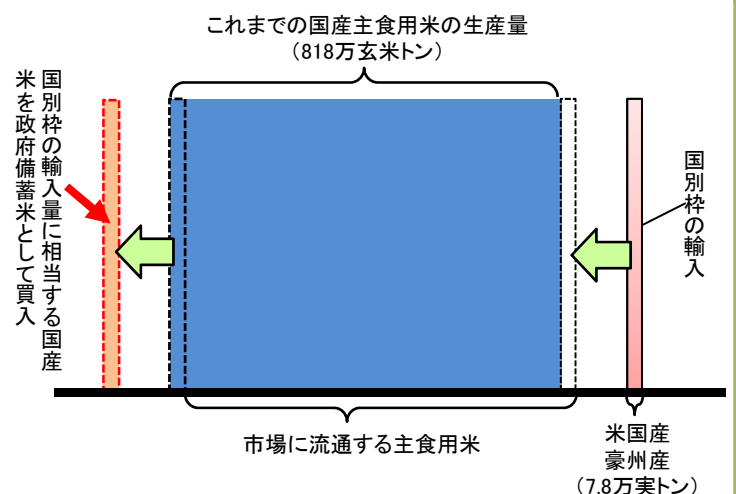 これまでの国産主食用米の生産量
（818万玄米トン）
国別枠の輸入量に相当する国産
米を政府備蓄米として買入
国別枠の輸入
市場に流通する主食用米
米国産
豪州産
（7.8万実トン）